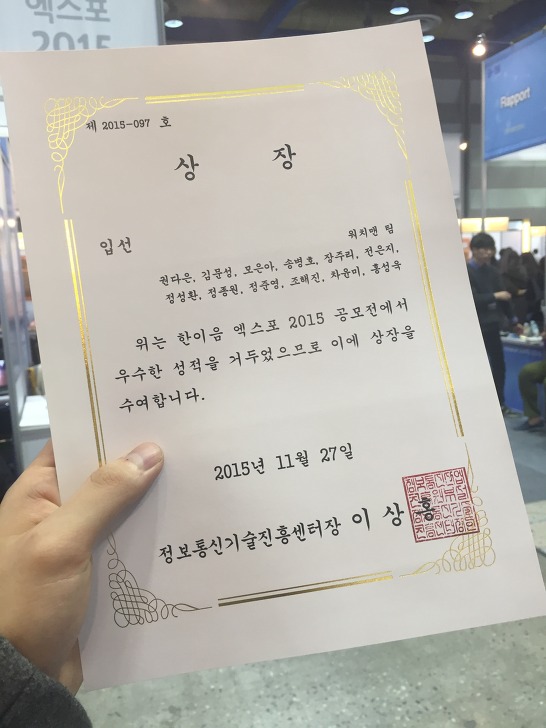 엑스포
2015
Rapport
제 2015-097 호
상 장
입선
워치맨 팀
권다은, 김문성, 모은아, 송병호, 장주리, 전은지,
정성환, 정종원, 정준영, 조해진, 차윤미, 홍성욱
위는 한이음 엑스포 2015 공모전에서
우수한 성적을 거두었으므로 이에 상장을
수여합니다.
2015년 11월 27일
정보통신기술진흥센터장 이 상 홍